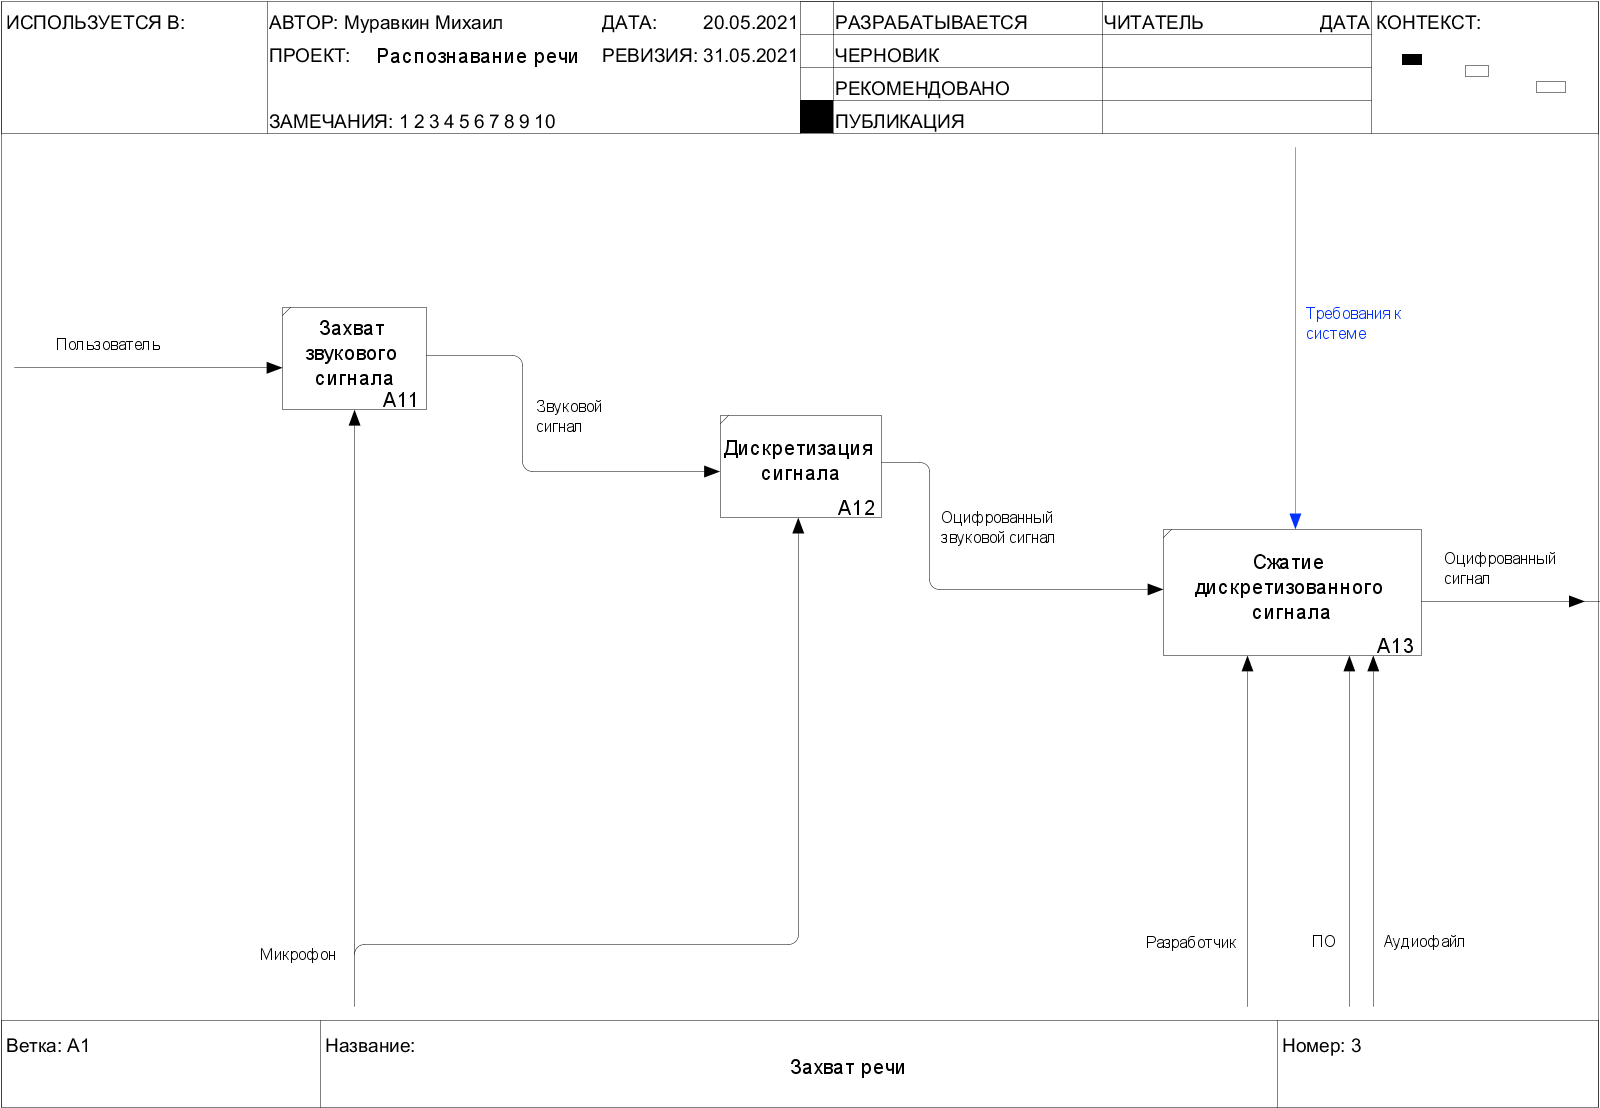 ИСПОЛЬЗУЕТСЯ В:
АВТОР: Муравкин Михаил
ДАТА: 20.05.2021
ПРОЕКТ: Распознавание речи
РЕВИЗИЯ: 31.05.2021
ЗАМЕЧАНИЯ: 1 2 3 4 5 6 7 8 9 10
РАЗРАБАТЫВАЕТСЯ
ЧЕРНОВИК
РЕКОМЕНДОВАНО
ПУБЛИКАЦИЯ
ЧИТАТЕЛЬ
ДАТА
КОНТЕКСТ:
Требования к
системе
Пользователь
Захват
звукового
сигнала
A11
Звуковой
сигнал
Дискретизация
сигнала
A12
Оцифрованный
звуковой сигнал
Сжатие
дискретизованного
сигнала
A13
Оцифрованный
сигнал
Микрофон
Разработчик
ПО
Аудиофайл
Ветка: A1
Название:
Захват речи
Номер: 3